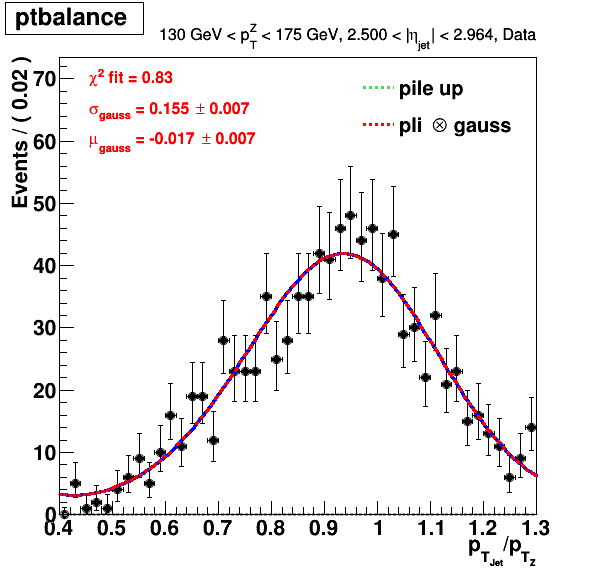 ptbalance
130 GeV < p_T^Z < 175 GeV, 2.500 < |η_jet| < 2.964, Data
Events / ( 0.02 )
χ² fit = 0.83
σ_gauss = 0.155 ± 0.007
μ_gauss = -0.017 ± 0.007
pile up
pli ⊗ gauss
70
60
50
40
30
20
10
0
0.4 0.5 0.6 0.7 0.8 0.9 1 1.1 1.2 1.3
p_T_Jet/p_T_Z